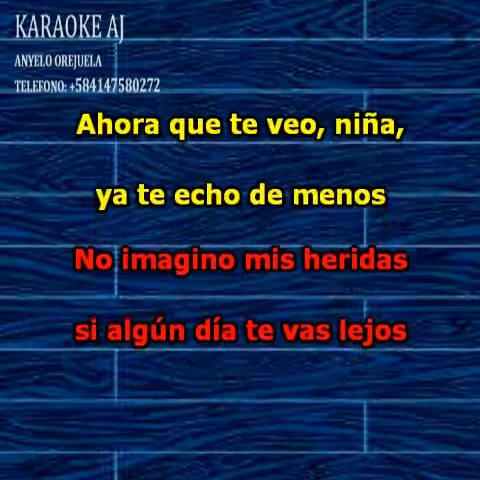 KARAOKE AJ
ANYELO OREJUELA
TELEFONO: +584147580272
Ahora que te veo, niña,
ya te echo de menos
No imagino mis heridas
si algún día te vas lejos